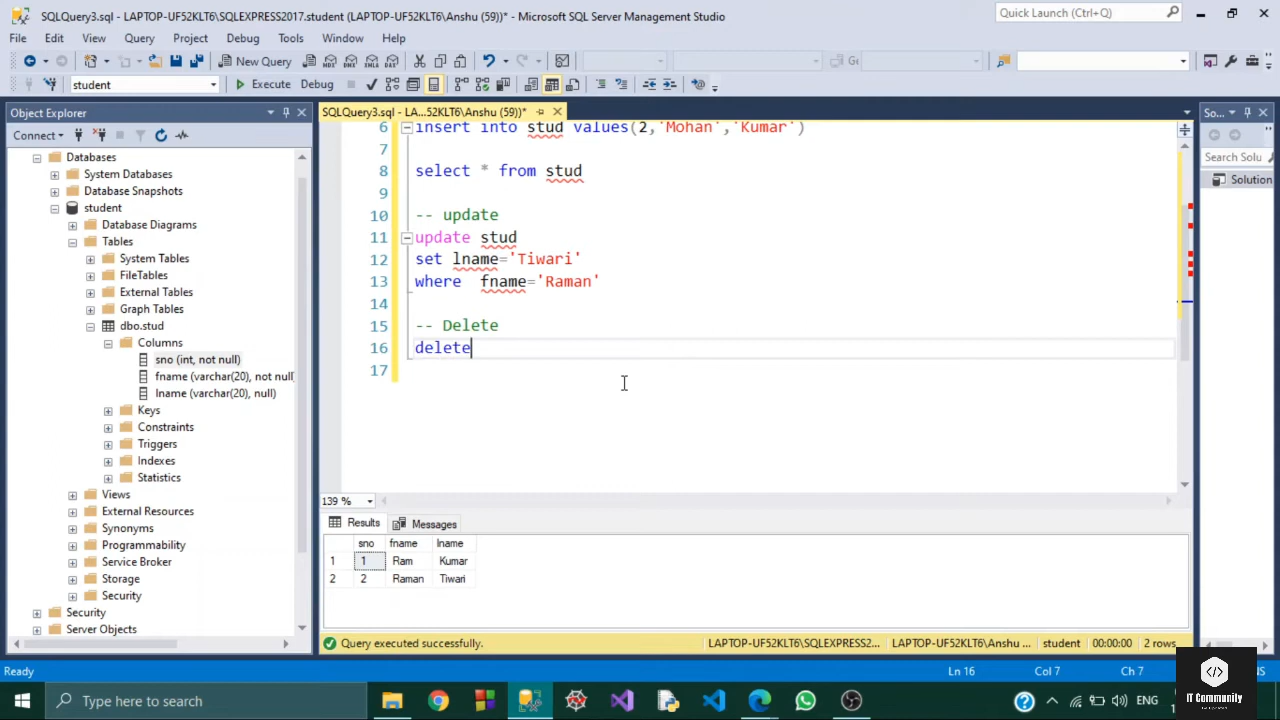 SQLQuery3.sql - LAPTOP-UF52KLT6\SQLEXPRESS2017.student (LAPTOP-UF52KLT6\Anshu (59))* - Microsoft SQL Server Management Studio
Quick Launch (Ctrl+Q)
File Edit View Query Project Debug Tools Window Help
New Query
MDX DMX XMLA DAX
student
Execute Debug
Object Explorer
SQLQuery3.sql - LA...52KLT6\Anshu (59))*
So...
Connect
Search Solu
Solution
Databases
System Databases
Database Snapshots
student
Database Diagrams
Tables
System Tables
FileTables
External Tables
Graph Tables
dbo.stud
Columns
sno (int, not null)
fname (varchar(20), not null
lname (varchar(20), null)
Keys
Constraints
Triggers
Indexes
Statistics
Views
External Resources
Synonyms
Programmability
Service Broker
Storage
Security
Security
Server Objects
6 insert into stud values(2,'Mohan','Kumar')
7
8 select * from stud
9
10 -- update
11 update stud
12 set lname='Tiwari'
13 where  fname='Raman'
14
15 -- Delete
16 delete
17
139 %
Results Messages
sno fname lname
1 1 Ram Kumar
2 2 Raman Tiwari
Query executed successfully.
LAPTOP-UF52KLT6\SQLEXPRESS2...
LAPTOP-UF52KLT6\Anshu ...
student
00:00:00
2 rows
Ready
Ln 16
Col 7
Ch 7
NS
Type here to search
ENG
IT Community